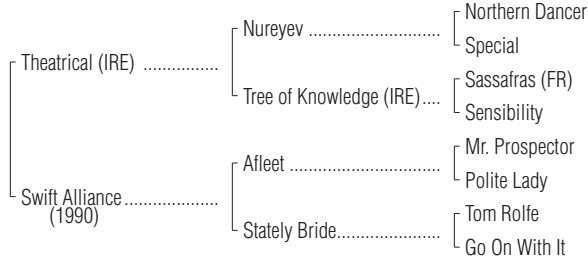 Northern Dancer
Nureyev ................................
Special
Theatrical (IRE) ..................
Sassafras (FR)
Tree of Knowledge (IRE)....
Sensibility
Mr. Prospector
Afleet ....................................
Polite Lady
Swift Alliance......................
(1990)
Tom Rolfe
Stately Bride.........................
Go On With It